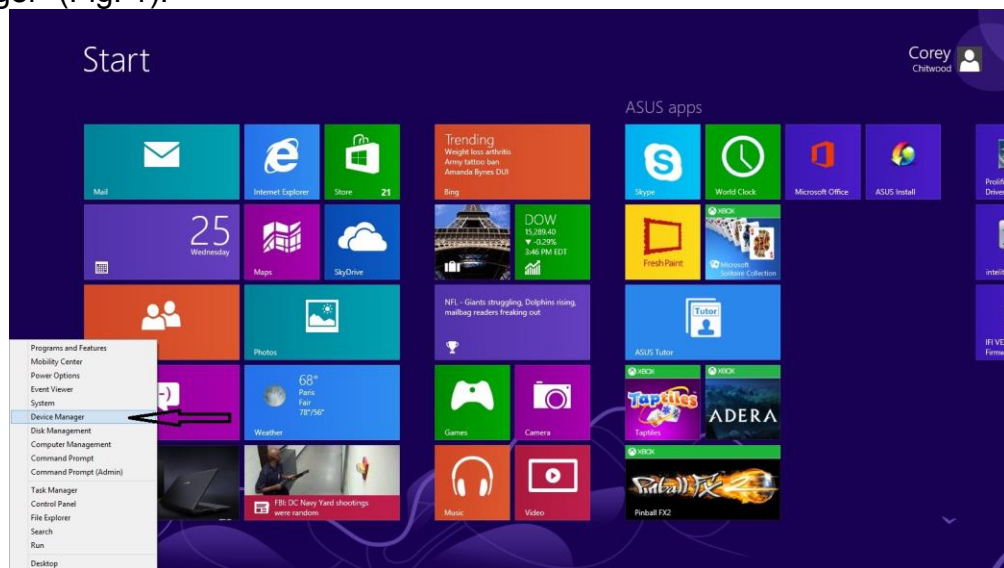 (Fig. 1).
Start
Corey
Chitwood
ASUS apps
Mail
Internet Explorer
Store
21
Trending
Weight loss arthritis
Army tattoo ban
Amanda Bynes DUI
Bing
Skype
World Clock
Microsoft Office
ASUS Install
25
Wednesday
Maps
SkyDrive
DOW
15,289.40
▼ -0.29%
3:46 PM EDT
Fresh Paint
XBOX
Microsoft
Solitaire Collection
Photos
NFL - Giants struggling, Dolphins rising,
mailbag readers freaking out
Tutor
ASUS Tutor
68°
Paris
Fair
78°/56°
Weather
Games
Camera
XBOX
Taptiles
Taptiles
XBOX
ADERA
FBI: DC Navy Yard shootings
were random
Music
Video
XBOX
Pinball FX2
Pinball FX2
Programs and Features
Mobility Center
Power Options
Event Viewer
System
Device Manager
Disk Management
Computer Management
Command Prompt
Command Prompt (Admin)
Task Manager
Control Panel
File Explorer
Search
Run
Desktop